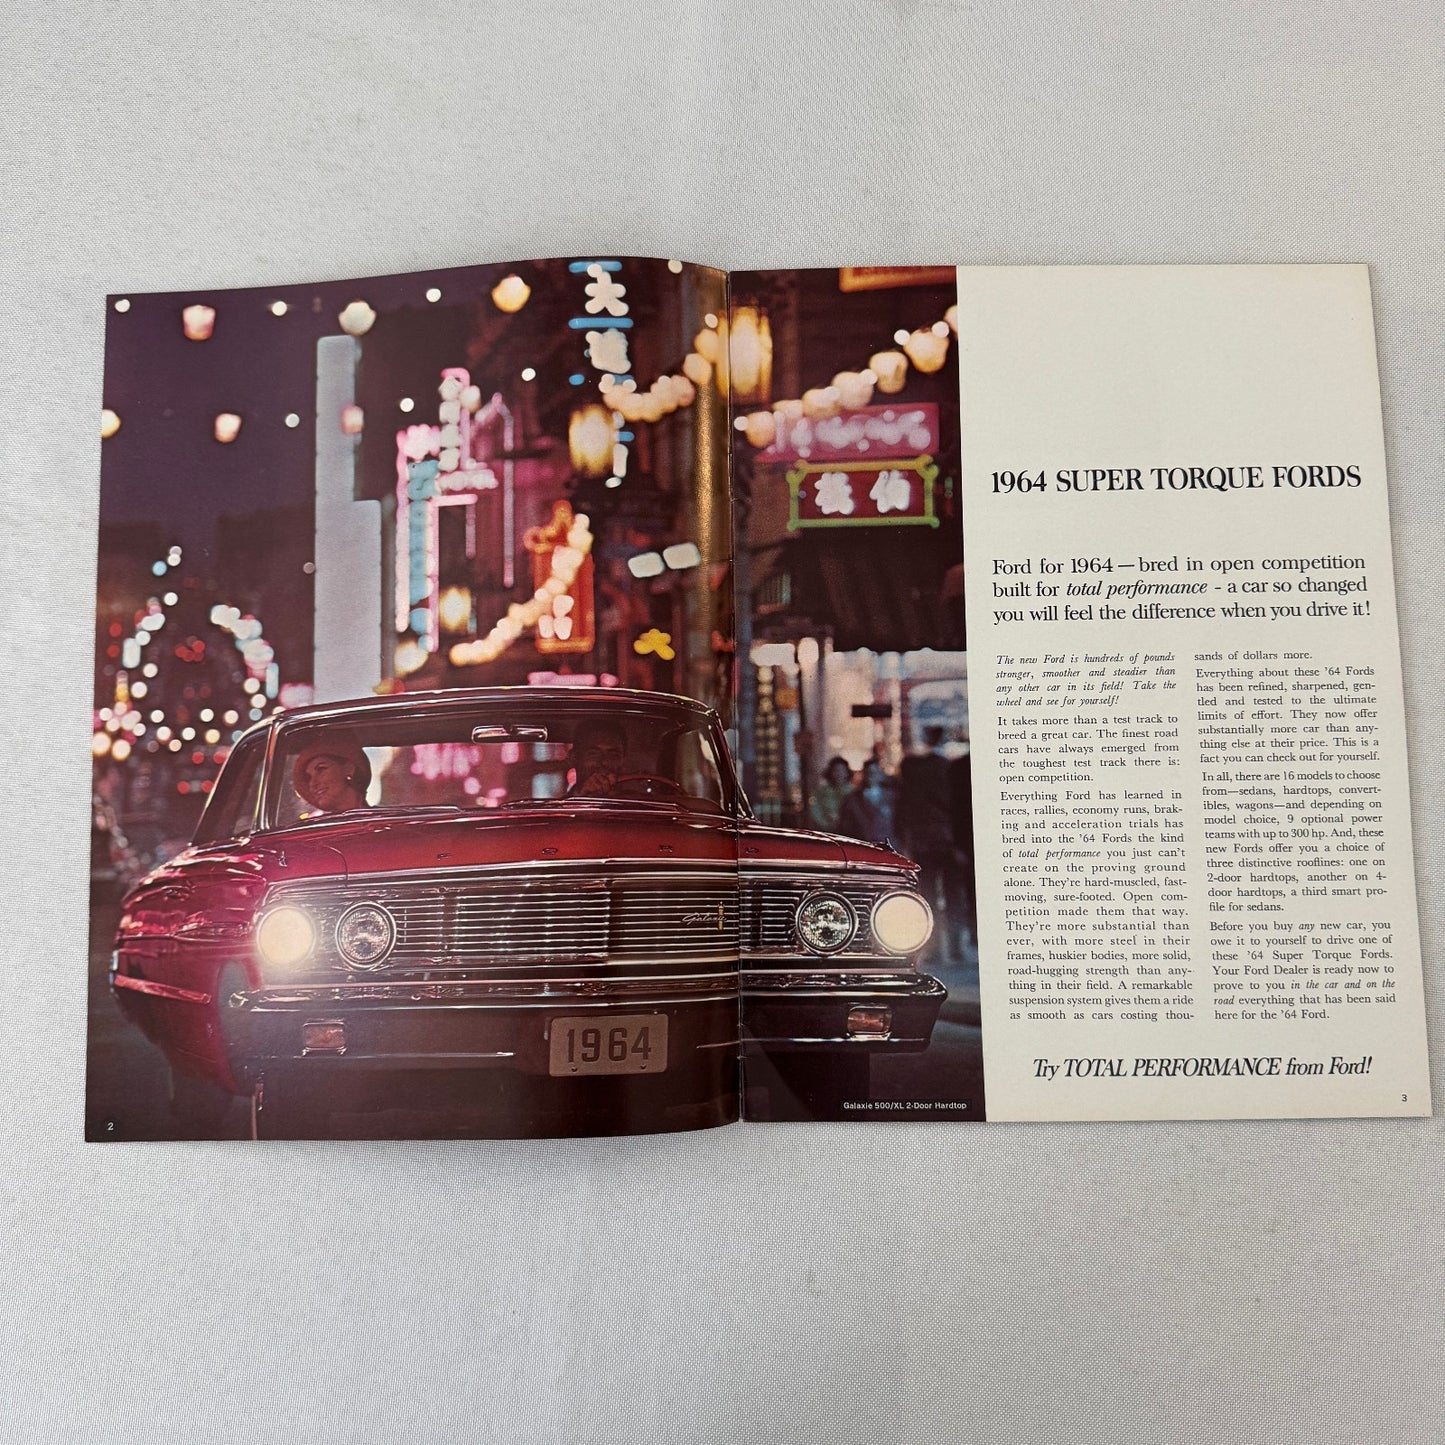 大
HOTEL
FORD
Galaxie
1964
2
Galaxie 500/XL 2-Door Hardtop
1964 SUPER TORQUE FORDS
Ford for 1964 — bred in open competition
built for total performance - a car so changed
you will feel the difference when you drive it!
The new Ford is hundreds of pounds
stronger, smoother and steadier than
any other car in its field! Take the
wheel and see for yourself!
It takes more than a test track to
breed a great car. The finest road
cars have always emerged from
the toughest test track there is:
open competition.
Everything Ford has learned in
races, rallies, economy runs, brak-
ing and acceleration trials has
bred into the ’64 Fords the kind
of total performance you just can’t
create on the proving ground
alone. They’re hard-muscled, fast-
moving, sure-footed. Open com-
petition made them that way.
They’re more substantial than
ever, with more steel in their
frames, huskier bodies, more solid,
road-hugging strength than any-
thing in their field. A remarkable
suspension system gives them a ride
as smooth as cars costing thou-
sands of dollars more.
Everything about these ’64 Fords
has been refined, sharpened, gen-
tled and tested to the ultimate
limits of effort. They now offer
substantially more car than any-
thing else at their price. This is a
fact you can check out for yourself.
In all, there are 16 models to choose
from—sedans, hardtops, convert-
ibles, wagons—and depending on
model choice, 9 optional power
teams with up to 300 hp. And, these
new Fords offer you a choice of
three distinctive rooflines: one on
2-door hardtops, another on 4-
door hardtops, a third smart pro-
file for sedans.
Before you buy any new car, you
owe it to yourself to drive one of
these ’64 Super Torque Fords.
Your Ford Dealer is ready now to
prove to you in the car and on the
road everything that has been said
here for the ’64 Ford.
Try TOTAL PERFORMANCE from Ford!
3